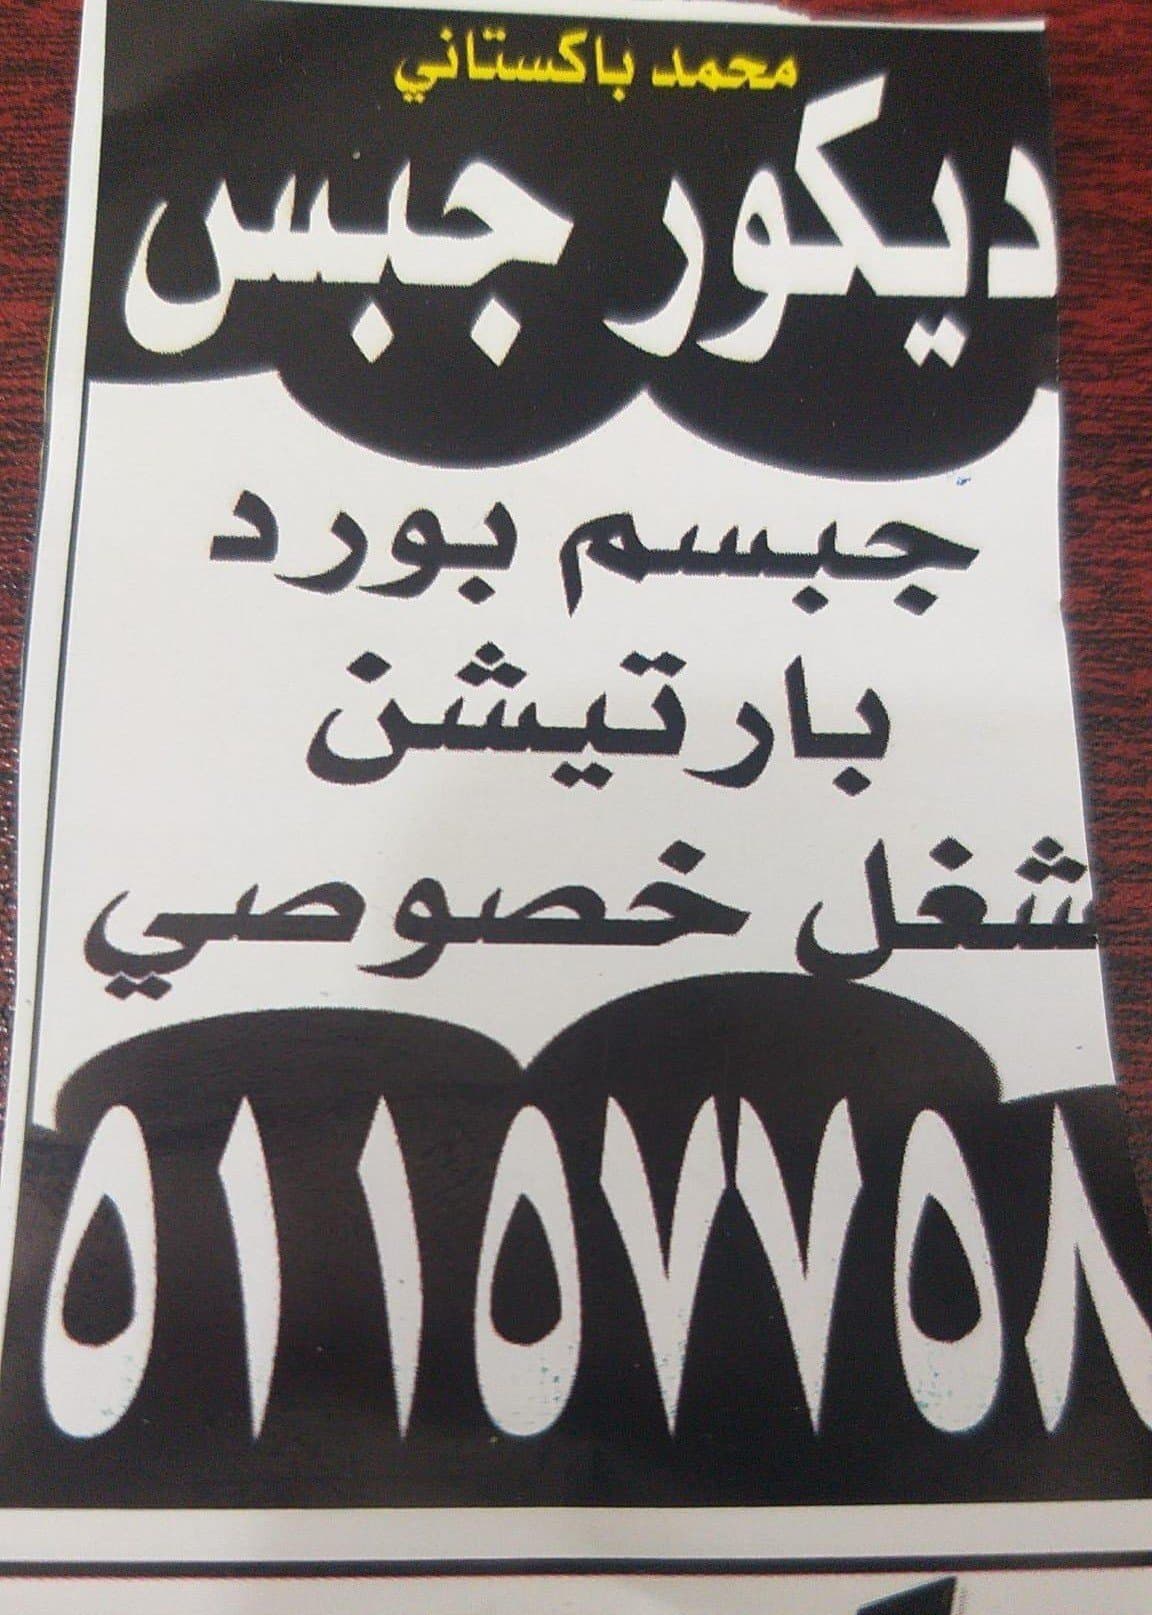 محمد باكستاني
ديكور جبس
جبسم بورد
بارتيشن
شغل خصوصي
٥١١٥٧٧٥٨